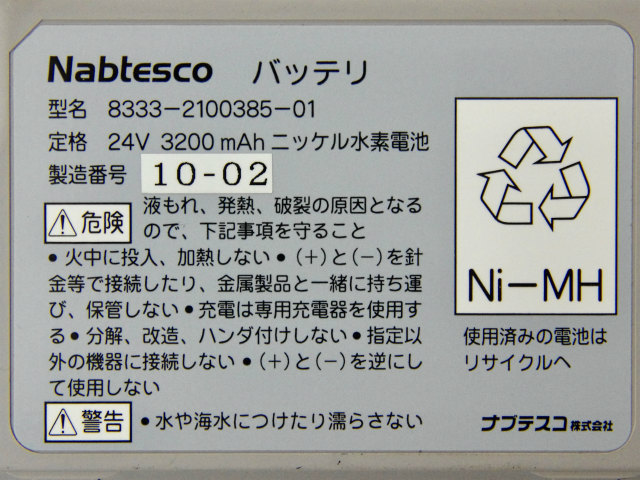 Nabtesco バッテリ
型名 8333-2100385-01
定格 24V 3200mAh ニッケル水素電池
製造番号 10-02
危険 液もれ、発熱、破裂の原因となる
ので、下記事項を守ること
•火中に投入、加熱しない•(+)と(-)を針
金等で接続したり、金属製品と一緒に持ち運
び、保管しない•充電は専用充電器を使用す
る•分解、改造、ハンダ付けしない•指定以
外の機器に接続しない•(+)と(-)を逆にし
て使用しない
警告 •水や海水につけたり濡らさない
Ni-MH
使用済みの電池は
リサイクルへ
ナブテスコ株式会社